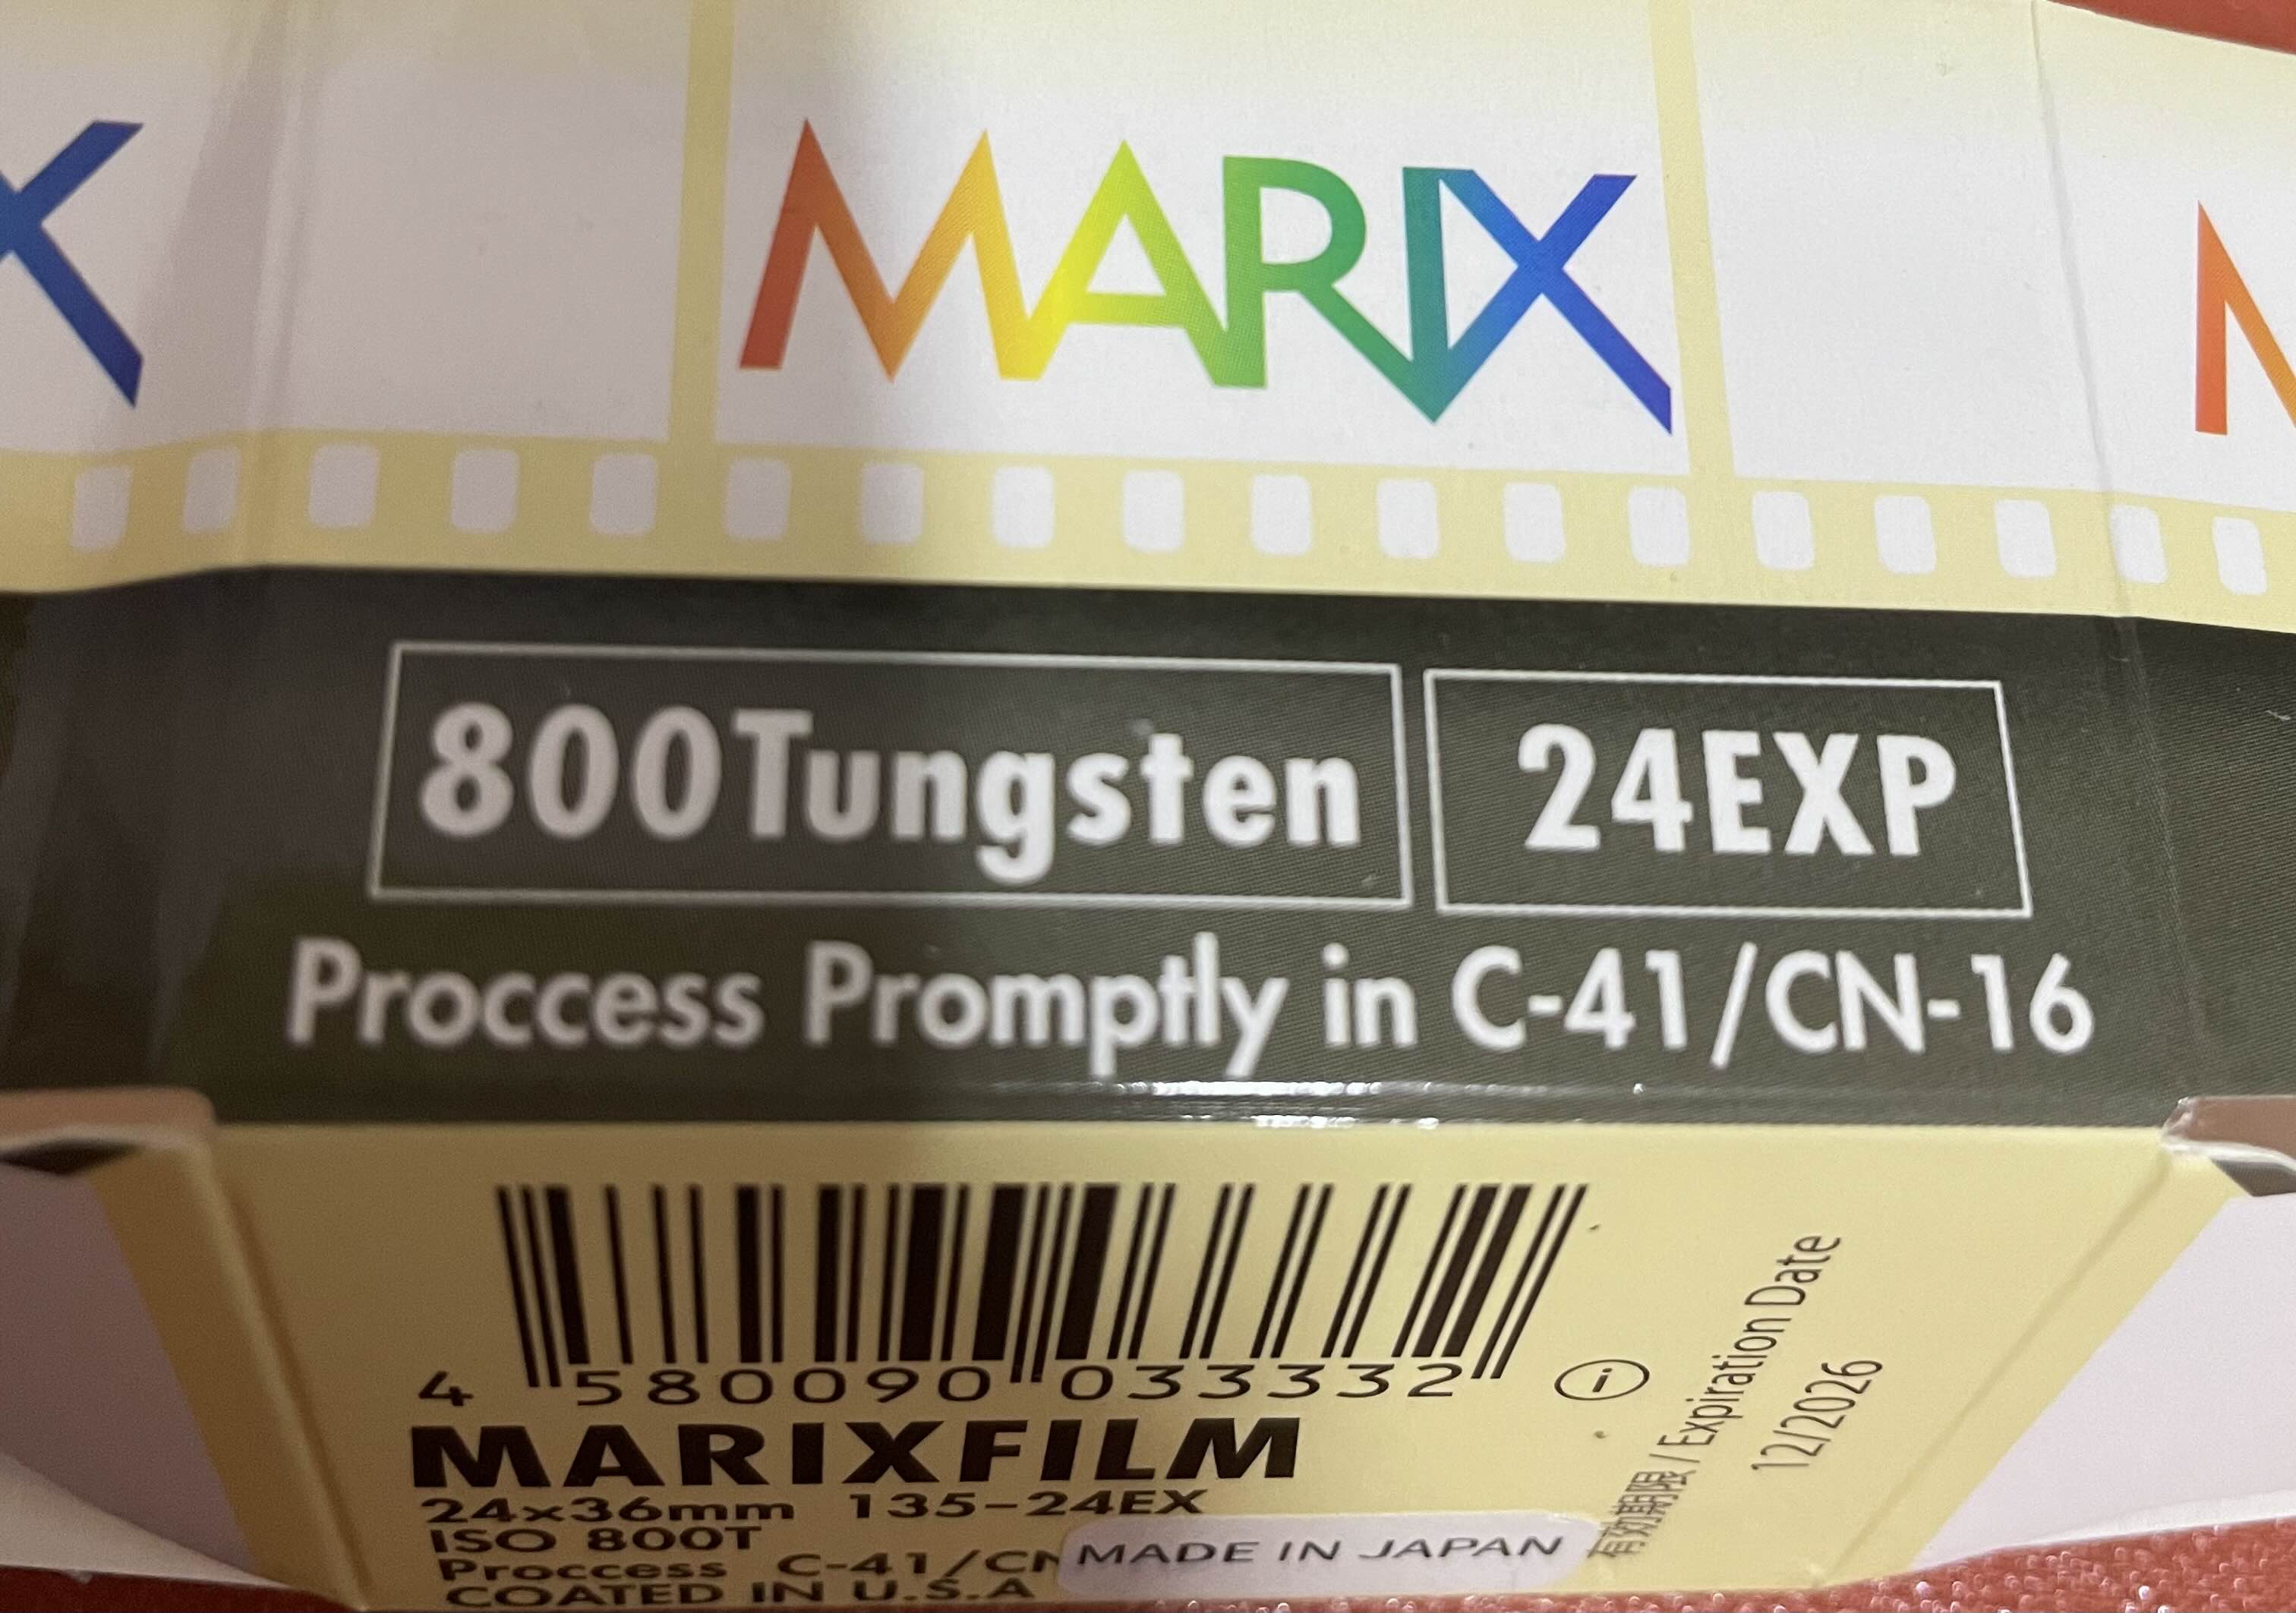 MARIX
800Tungsten 24EXP
Proccess Promptly in C-41/CN-16
4 580090 033332
MARIXFILM
24x36mm 135-24EX
ISO 800T
Proccess C-41/CN
COATED IN U.S.A
MADE IN JAPAN
有効期限 / Expiration Date
12/2026